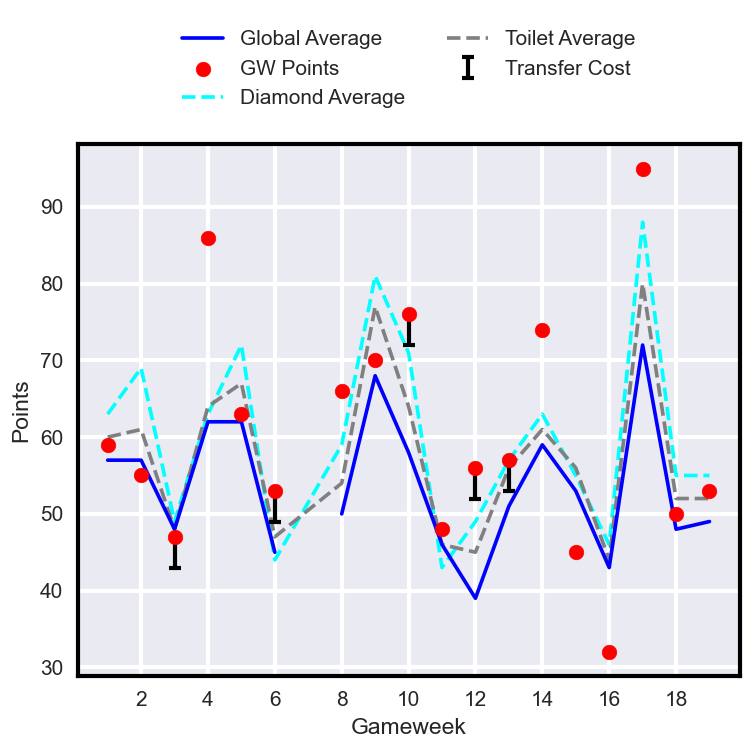 Global Average
GW Points
Diamond Average
Toilet Average
Transfer Cost
Points
90
80
70
60
50
40
30
2 4 6 8 10 12 14 16 18
Gameweek